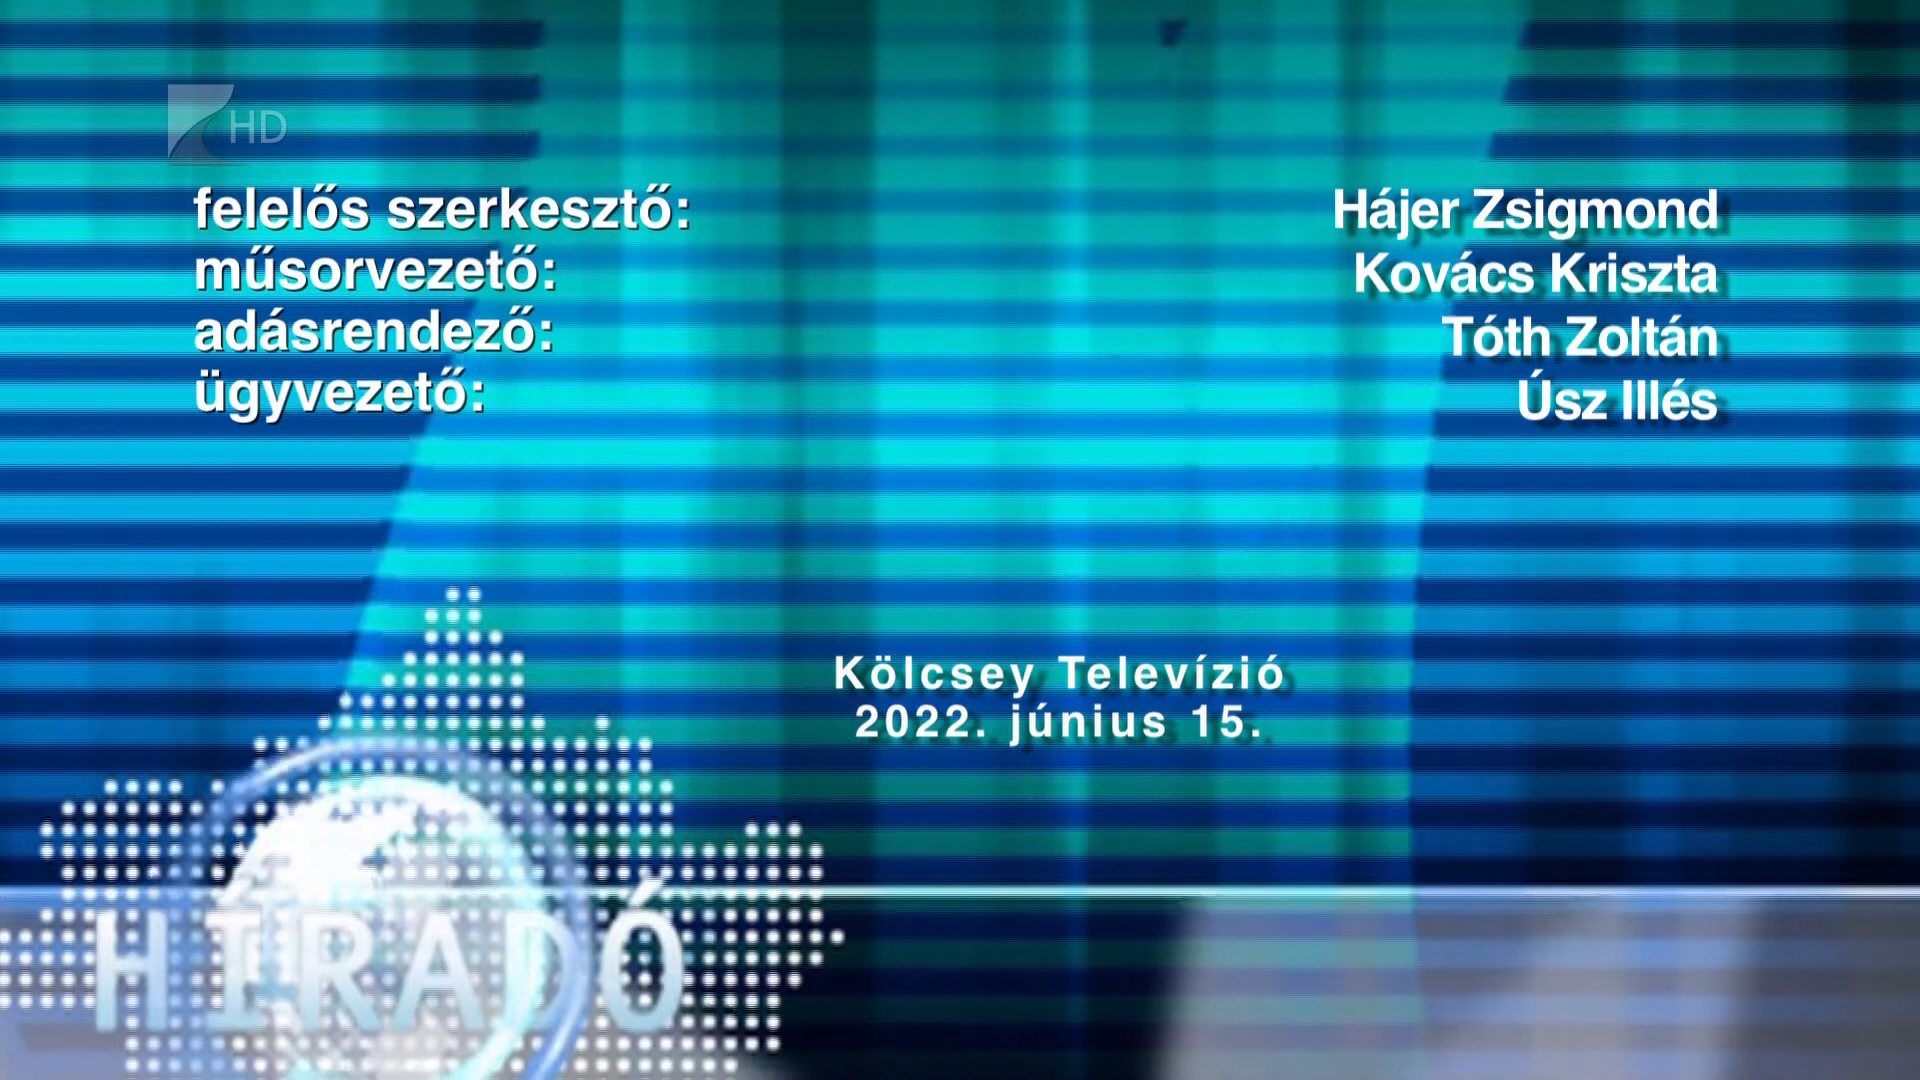 HD
felelős szerkesztő: Hájer Zsigmond
műsorvezető: Kovács Kriszta
adásrendező: Tóth Zoltán
ügyvezető: Úsz Illés
Kölcsey Televízió
2022. június 15.
HÍRADÓ